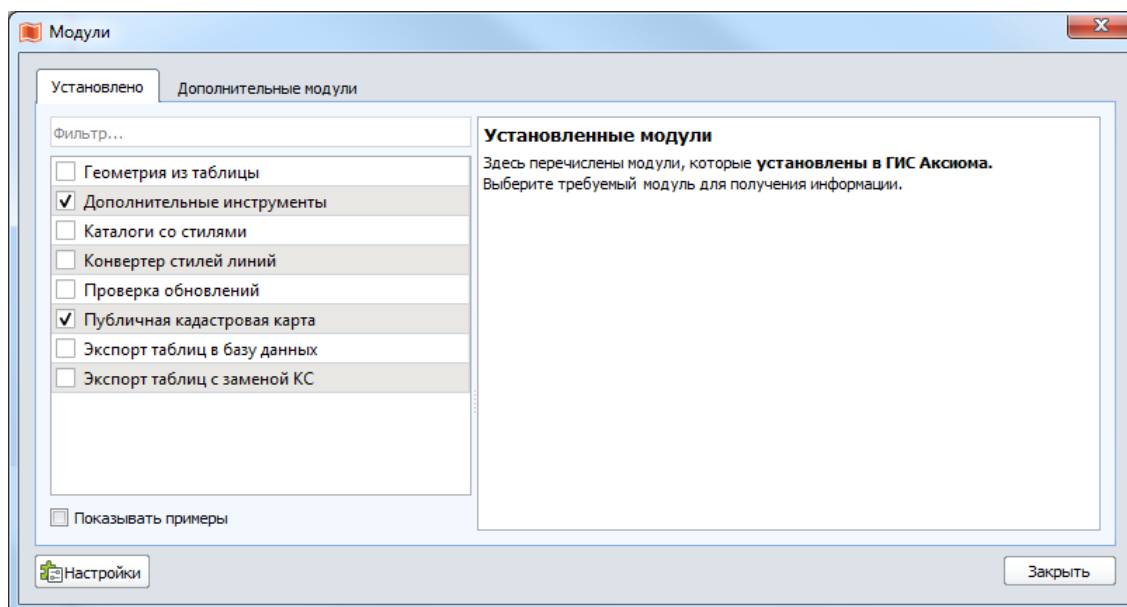 Модули
Установлено
Дополнительные модули
Фильтр...
Геометрия из таблицы
Дополнительные инструменты
Каталоги со стилями
Конвертер стилей линий
Проверка обновлений
Публичная кадастровая карта
Экспорт таблиц в базу данных
Экспорт таблиц с заменой КС
Показывать примеры
Установленные модули
Здесь перечислены модули, которые установлены в ГИС Аксиома.
Выберите требуемый модуль для получения информации.
Настройки
Закрыть